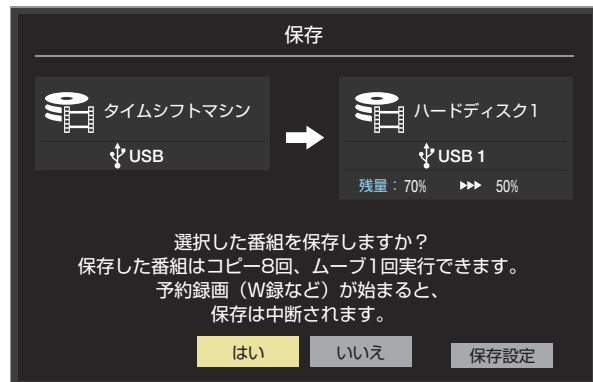 保存
タイムシフトマシン
USB
ハードディスク1
USB 1
残量：70% ▶▶▶ 50%
選択した番組を保存しますか？
保存した番組はコピー8回、ムーブ1回実行できます。
予約録画（W録など）が始まると、
保存は中断されます。
はい いいえ 保存設定